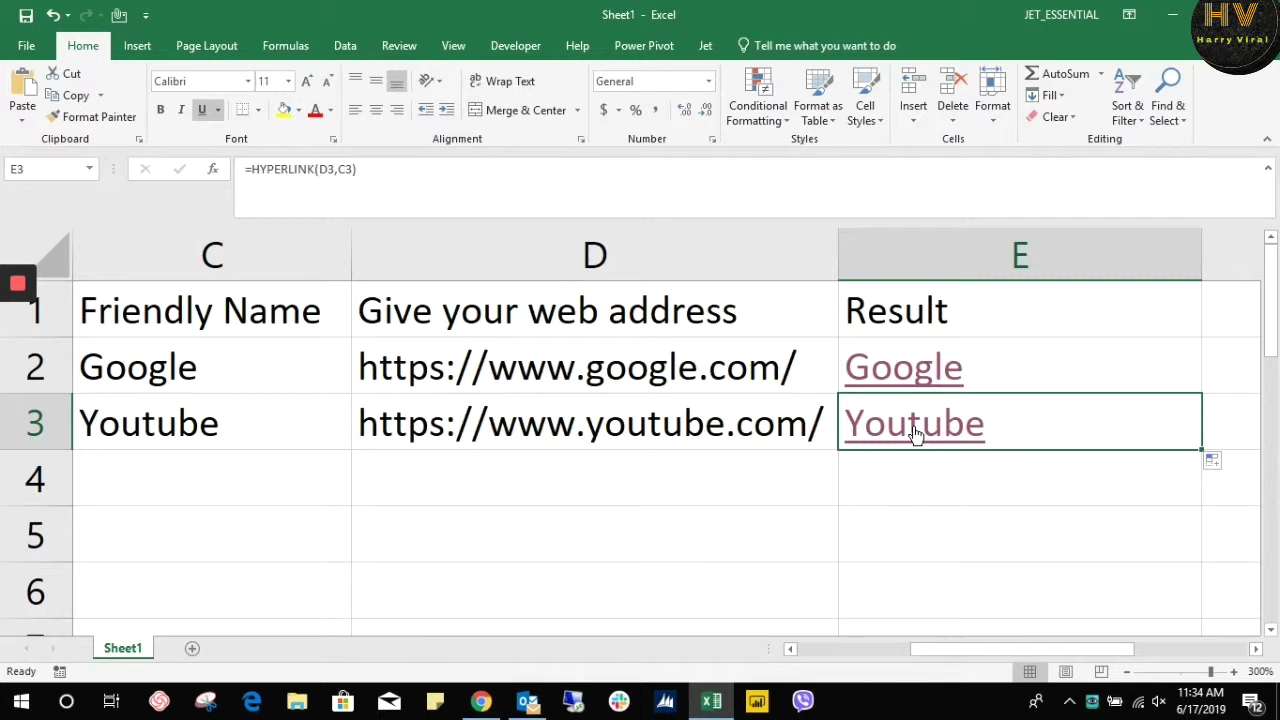 Sheet1 - Excel
JET_ESSENTIAL
HV
Harry Viral
File Home Insert Page Layout Formulas Data Review View Developer Help Power Pivot Jet Tell me what you want to do
Paste
Cut
Copy
Format Painter
Clipboard
Calibri 11
B I U
A
Font
Wrap Text
Merge & Center
Alignment
General
$ % ,
Number
Conditional Formatting
Format as Table
Cell Styles
Styles
Insert Delete Format
Cells
AutoSum
Fill
Clear
Sort & Filter
Find & Select
Editing
E3 fx =HYPERLINK(D3,C3)
C D E
1 Friendly Name Give your web address Result
2 Google https://www.google.com/ Google
3 Youtube https://www.youtube.com/ Youtube
4
5
6
Sheet1
Ready 300%
11:34 AM
6/17/2019
12